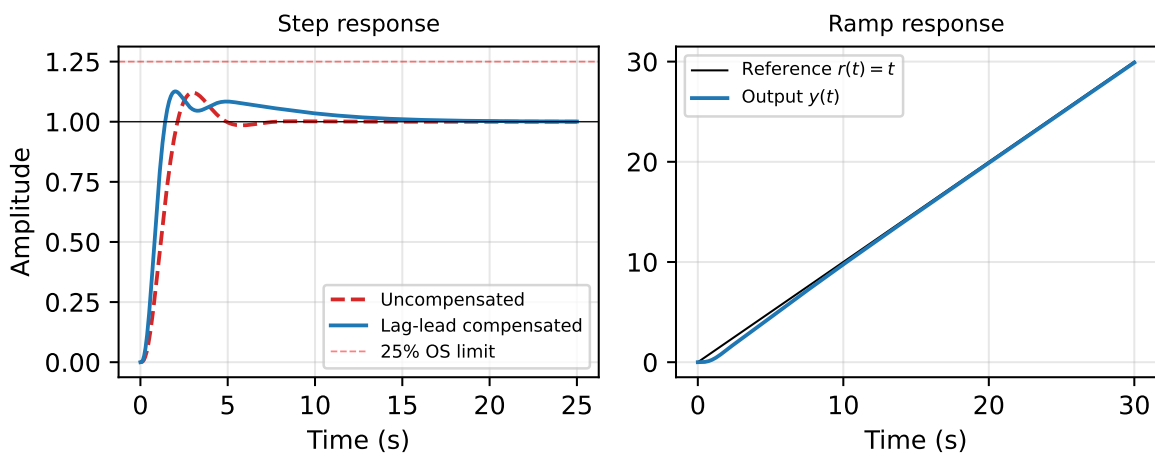 Step response
Amplitude
1.25
1.00
0.75
0.50
0.25
0.00
Uncompensated
Lag-lead compensated
25% OS limit
0 5 10 15 20 25
Time (s)
Ramp response
30
20
10
0
Reference r(t) = t
Output y(t)
0 10 20 30
Time (s)